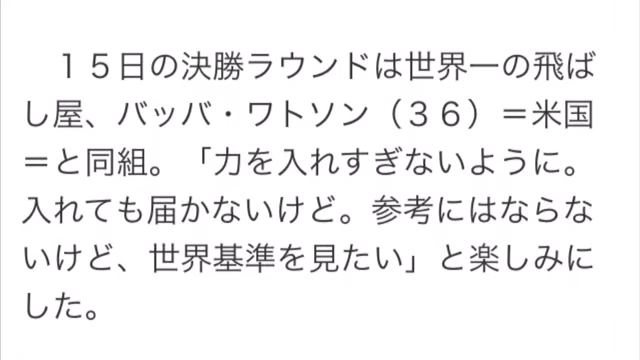 １５日の決勝ラウンドは世界一の飛ば
し屋、バッバ・ワトソン（３６）＝米国
＝と同組。「力を入れすぎないように。
入れても届かないけど。参考にはならな
いけど、世界基準を見たい」と楽しみに
した。